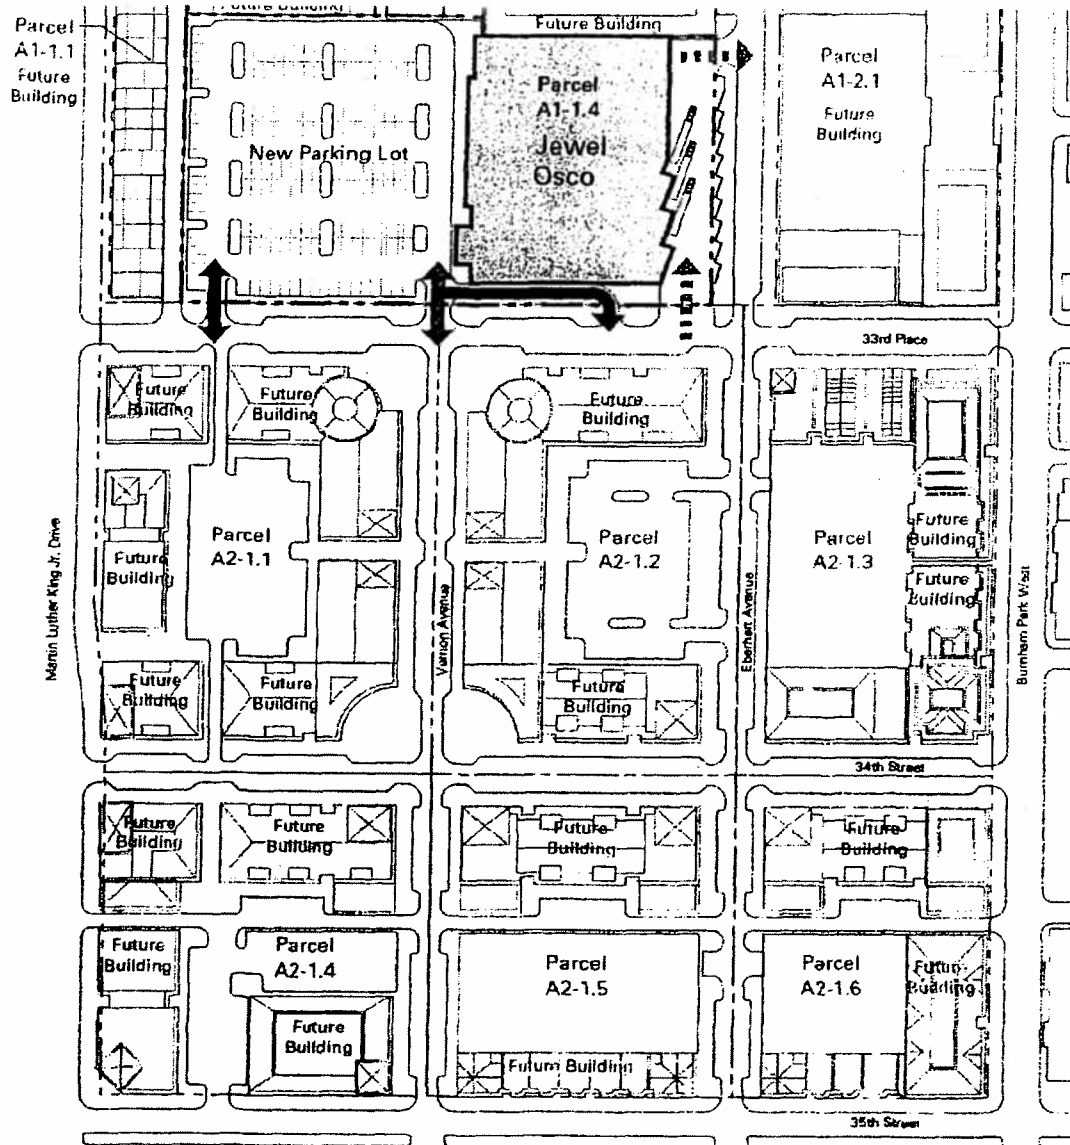 Future Building
Parcel
A1-1.1
Future
Building
Future Building
Parcel
A1-1.4
Jewel
Osco
New Parking Lot
Parcel
A1-2.1
Future
Building
33rd Place
Future
Building
Future
Building
Future
Building
Martin Luther King Jr. Drive
Future
Building
Parcel
A2-1.1
Vernon Avenue
Parcel
A2-1.2
Eberhart Avenue
Parcel
A2-1.3
Future
Building
Future
Building
Burnham Park West
Future
Building
Future
Building
Future
Building
34th Street
Future
Building
Future
Building
Future
Building
Future
Building
Future
Building
Parcel
A2-1.4
Future
Building
Parcel
A2-1.5
Future Building
Parcel
A2-1.6
Future
Building
35th Street